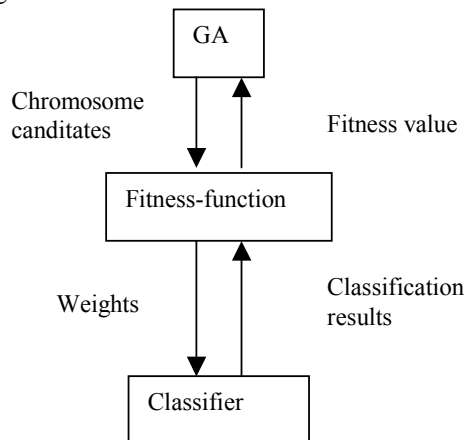 GA
Chromosome
canditates
Fitness value
Fitness-function
Weights
Classification
results
Classifier